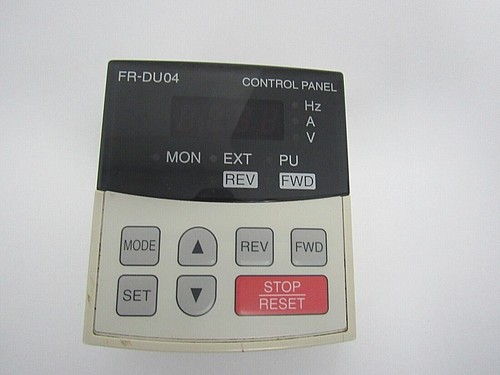 FR-DU04
CONTROL PANEL
Hz
A
V
MON EXT PU
REV FWD
MODE ▲ REV FWD
SET ▼ STOP
RESET